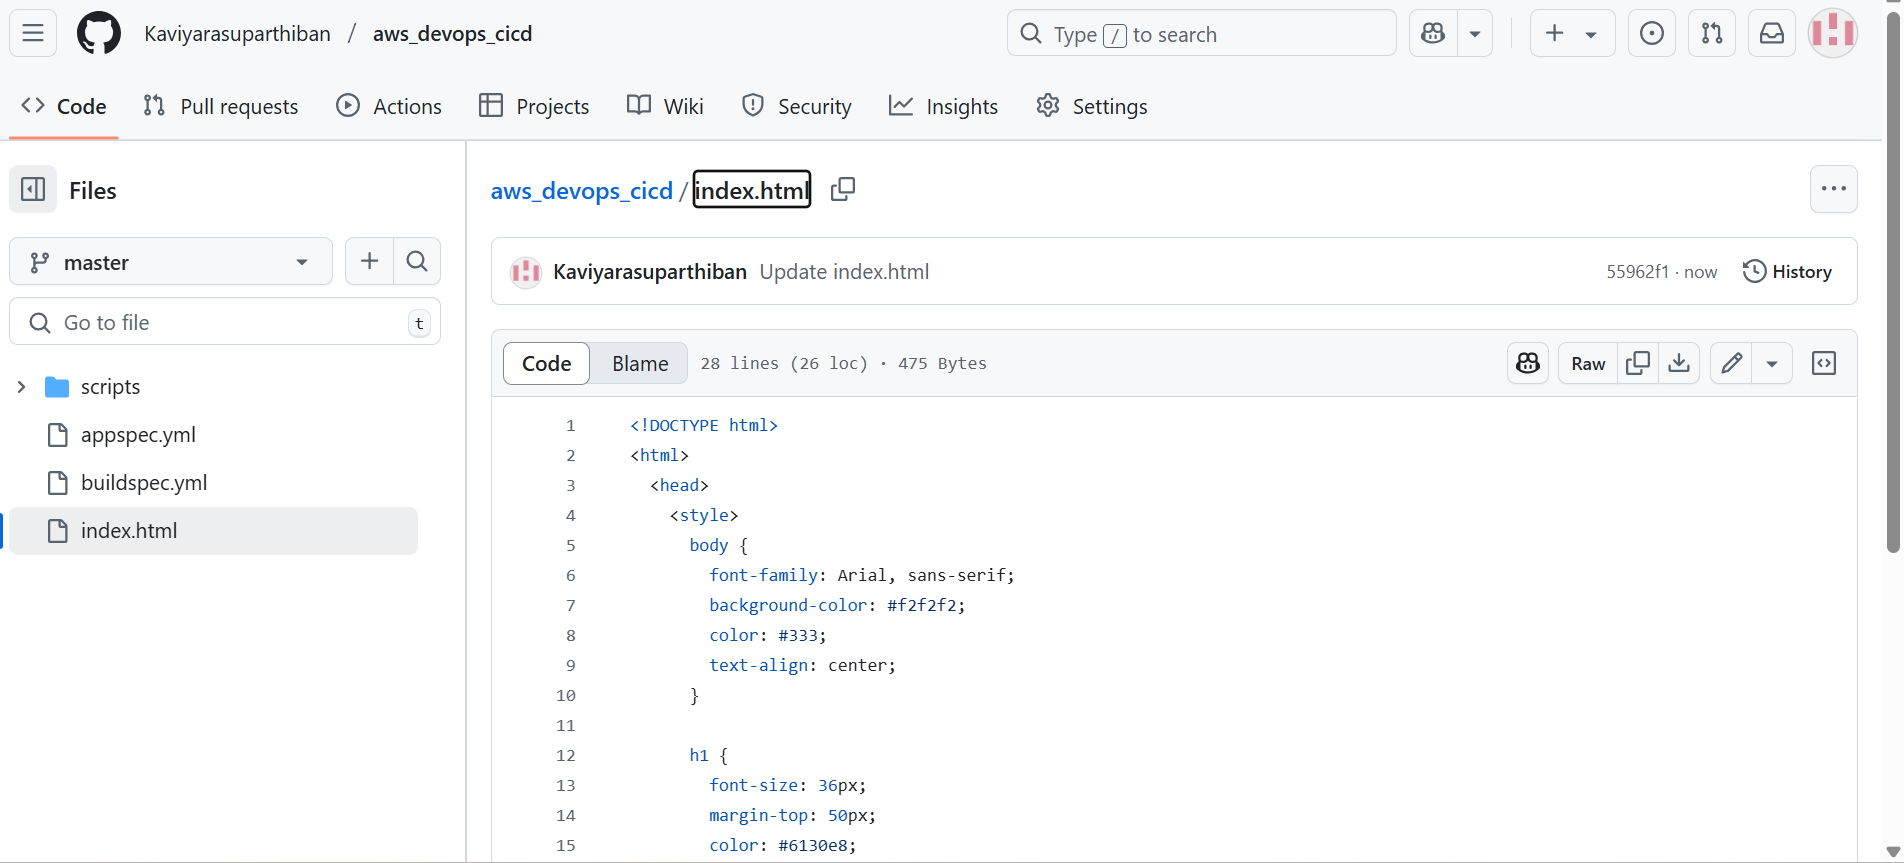 Kaviyarasuparthiban / aws_devops_cicd
Type / to search
Code
Pull requests
Actions
Projects
Wiki
Security
Insights
Settings
Files
master
Go to file
t
scripts
appspec.yml
buildspec.yml
index.html
aws_devops_cicd / index.html
Kaviyarasuparthiban Update index.html
55962f1 · now
History
Code
Blame
28 lines (26 loc) · 475 Bytes
Raw
1 <!DOCTYPE html>
2 <html>
3 <head>
4 <style>
5 body {
6 font-family: Arial, sans-serif;
7 background-color: #f2f2f2;
8 color: #333;
9 text-align: center;
10 }
11
12 h1 {
13 font-size: 36px;
14 margin-top: 50px;
15 color: #6130e8;